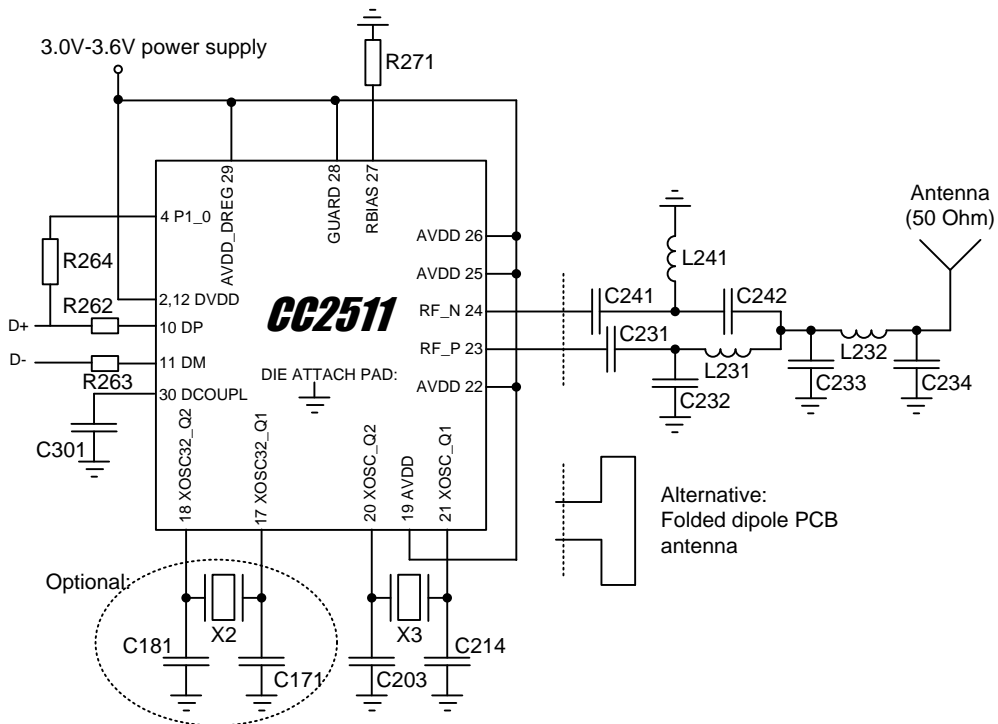 3.0V-3.6V power supply
R271
AVDD_DREG 29
GUARD 28
RBIAS 27
4 P1_0
R264
R262
D+
2,12 DVDD
10 DP
D-
11 DM
R263
30 DCOUPL
C301
CC2511
DIE ATTACH PAD:
AVDD 26
AVDD 25
RF_N 24
RF_P 23
AVDD 22
18 XOSC32_Q2
17 XOSC32_Q1
20 XOSC_Q2
19 AVDD
21 XOSC_Q1
Antenna
(50 Ohm)
L241
C241
C242
C231
L231
C232
C233
L232
C234
Alternative:
Folded dipole PCB
antenna
Optional:
X2
C181
C171
X3
C203
C214